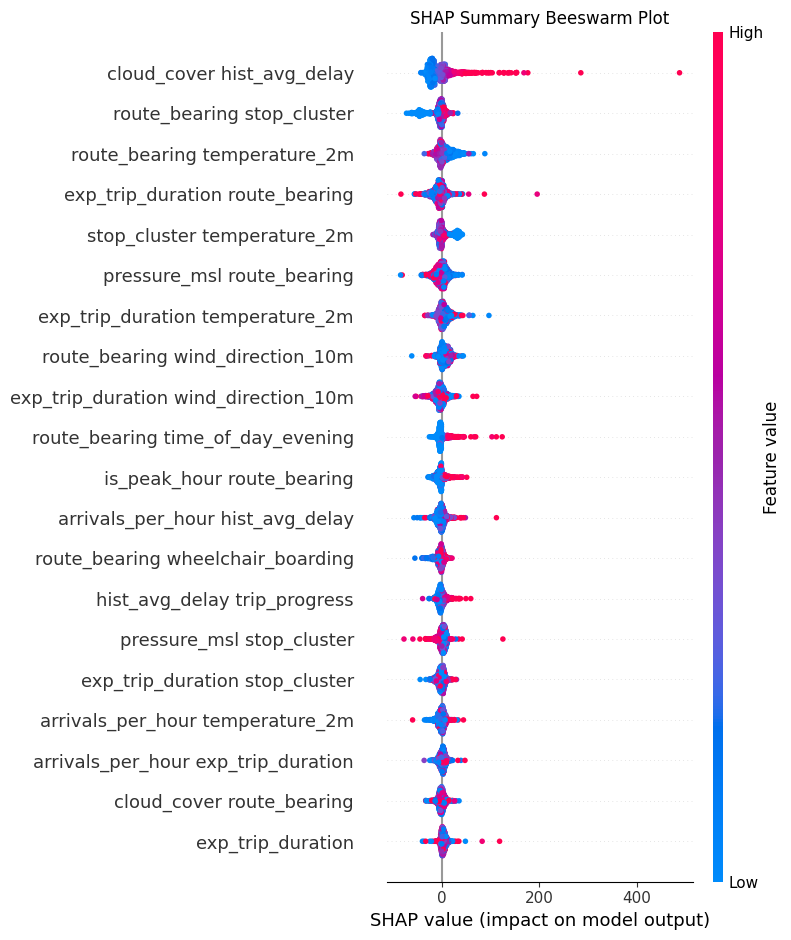 SHAP Summary Beeswarm Plot
High
cloud_cover hist_avg_delay
route_bearing stop_cluster
route_bearing temperature_2m
exp_trip_duration route_bearing
stop_cluster temperature_2m
pressure_msl route_bearing
exp_trip_duration temperature_2m
route_bearing wind_direction_10m
exp_trip_duration wind_direction_10m
route_bearing time_of_day_evening
is_peak_hour route_bearing
arrivals_per_hour hist_avg_delay
route_bearing wheelchair_boarding
hist_avg_delay trip_progress
pressure_msl stop_cluster
exp_trip_duration stop_cluster
arrivals_per_hour temperature_2m
arrivals_per_hour exp_trip_duration
cloud_cover route_bearing
exp_trip_duration
Feature value
Low
0 200 400
SHAP value (impact on model output)